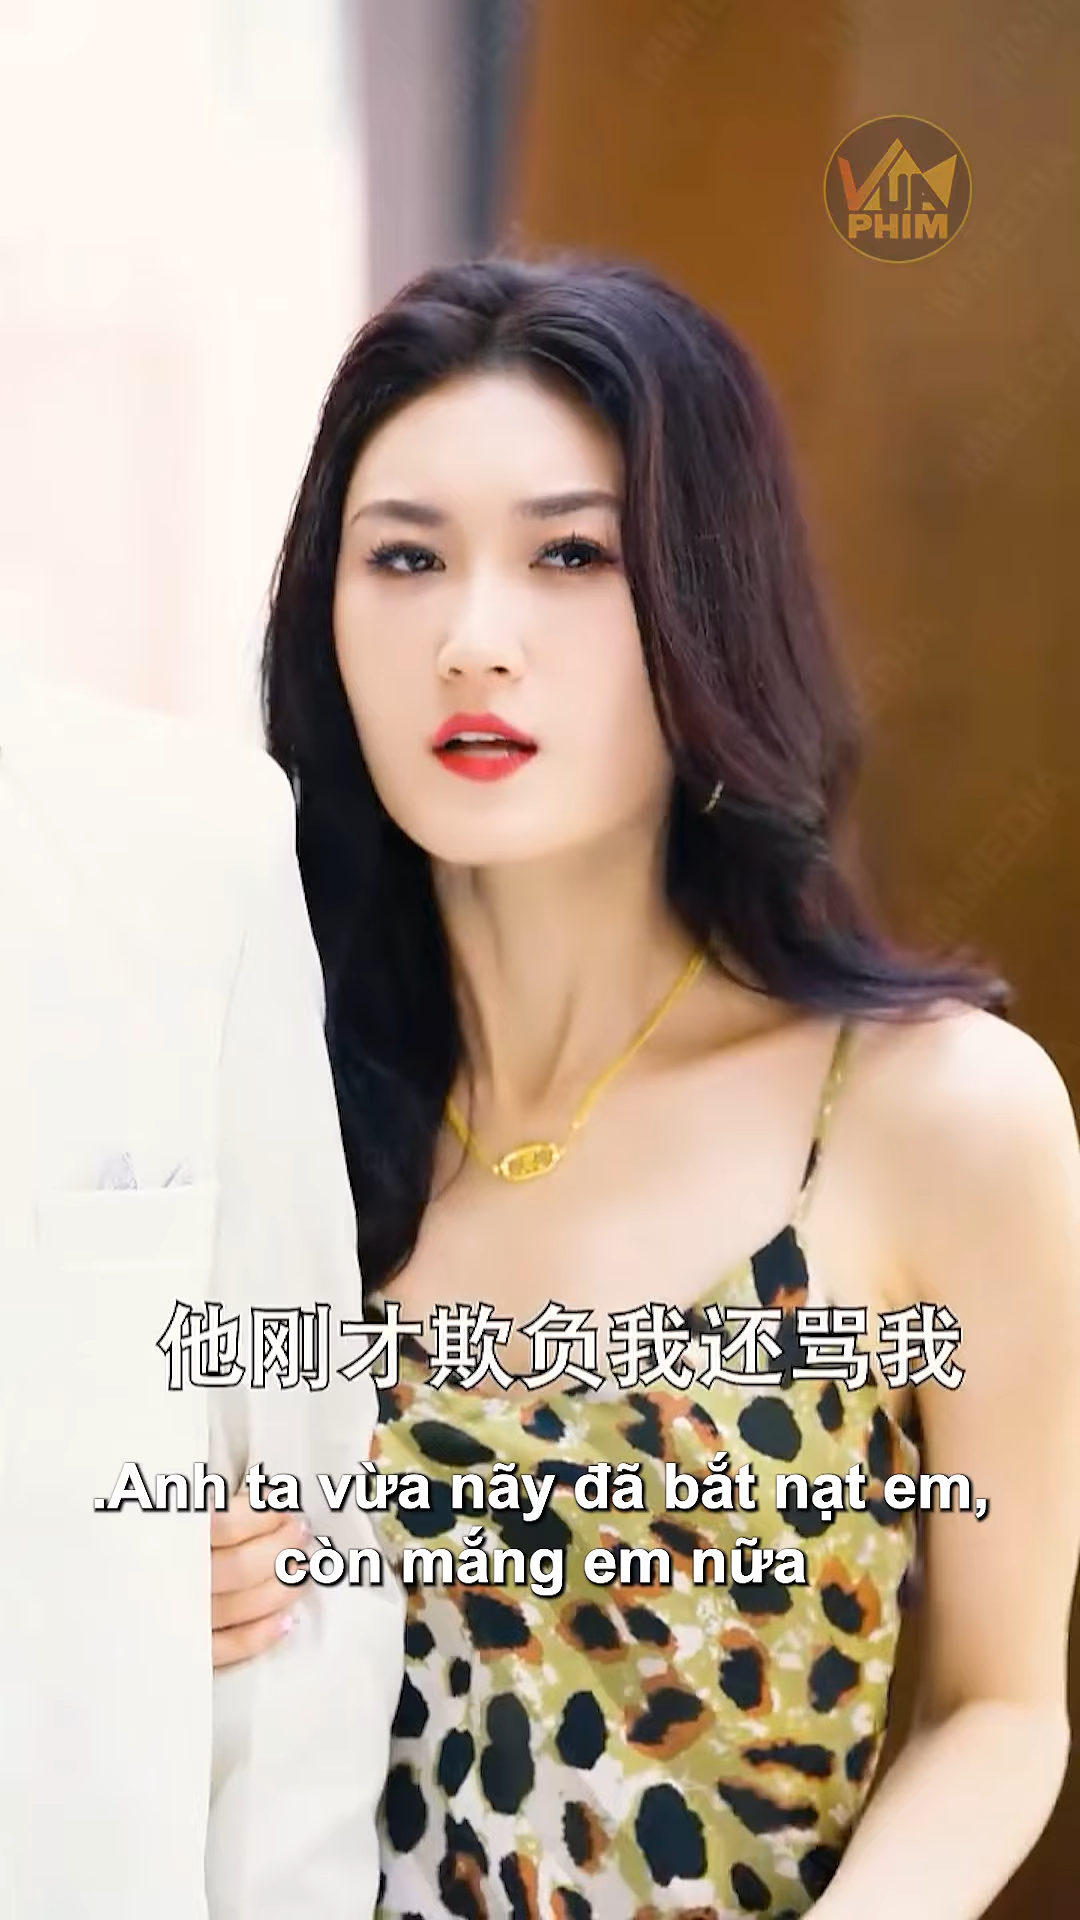 VUA
PHIM
他刚才欺负我还骂我
.Anh ta vừa nãy đã bắt nạt em,
còn mắng em nữa